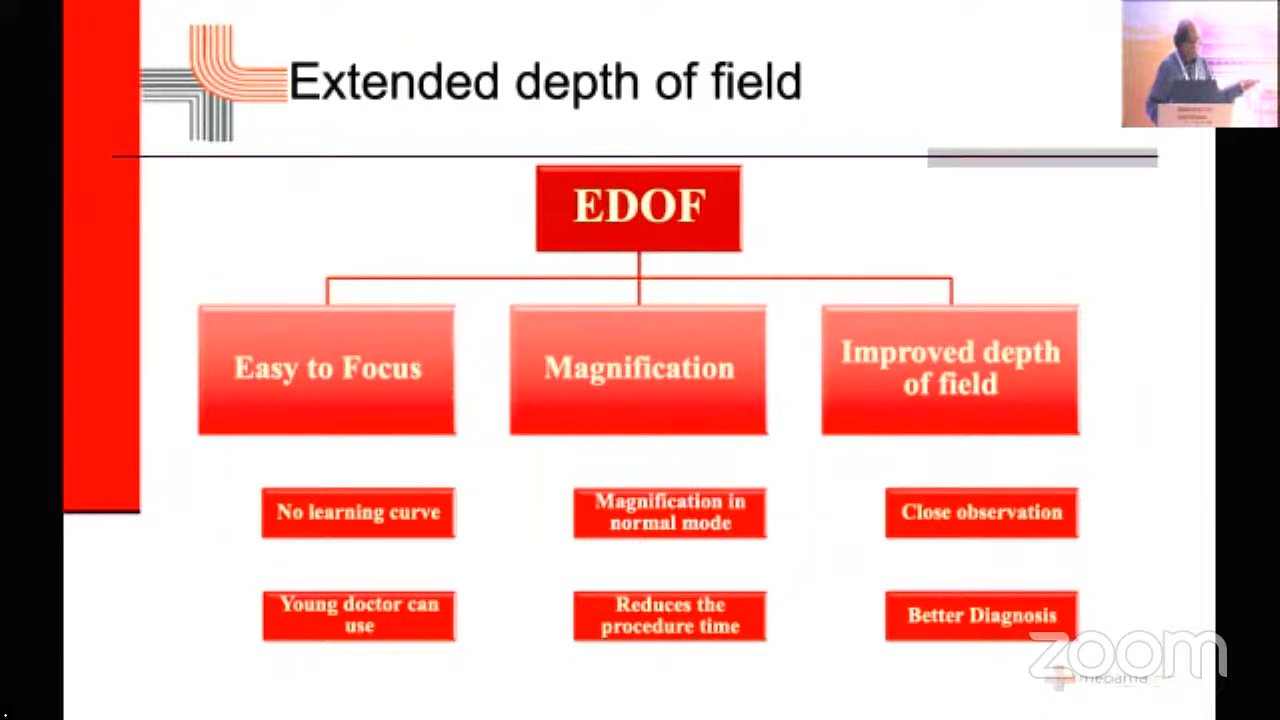 Extended depth of field
EDOF
Easy to Focus
Magnification
Improved depth
of field
No learning curve
Magnification in
normal mode
Close observation
Young doctor can
use
Reduces the
procedure time
Better Diagnosis
zoom